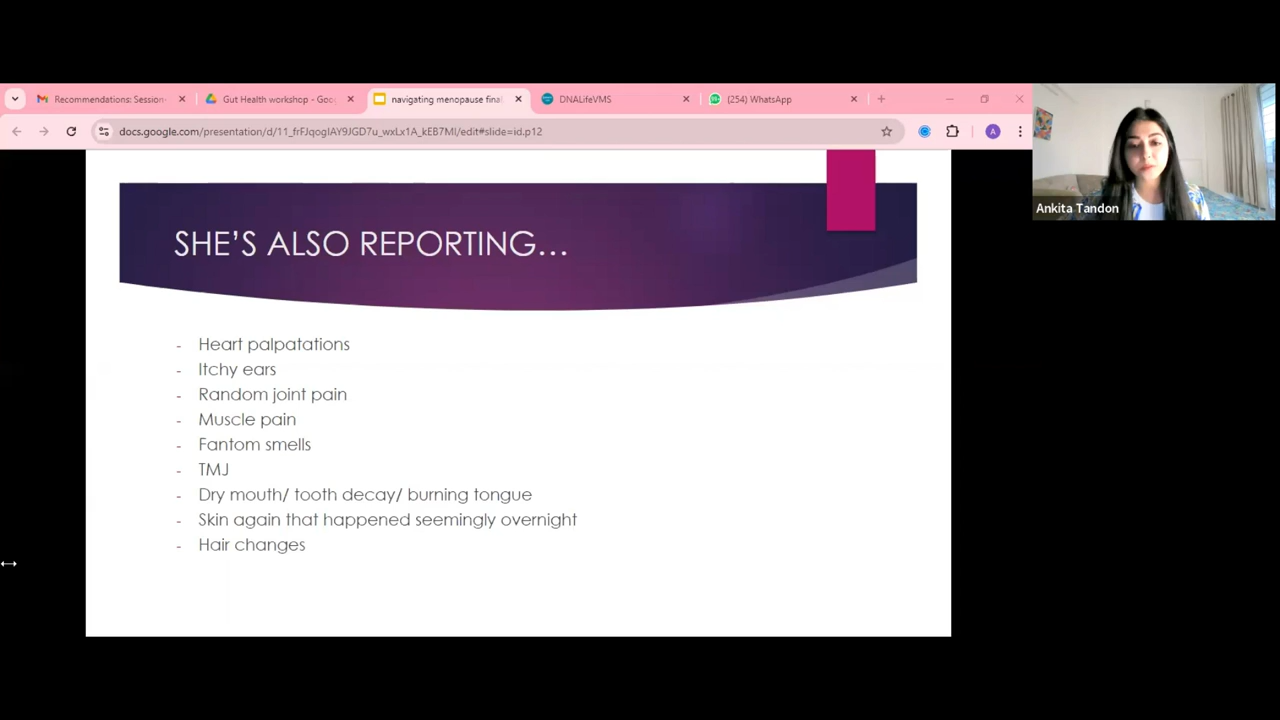 Recommendations: Session
Gut Health workshop - Goo
navigating menopause final
DNALifeVMS
(254) WhatsApp
docs.google.com/presentation/d/11_frFJqogIAY9JGD7u_wxLx1A_kEB7MI/edit#slide=id.p12
A
Ankita Tandon
SHE'S ALSO REPORTING...
- Heart palpatations
- Itchy ears
- Random joint pain
- Muscle pain
- Fantom smells
- TMJ
- Dry mouth/ tooth decay/ burning tongue
- Skin again that happened seemingly overnight
- Hair changes